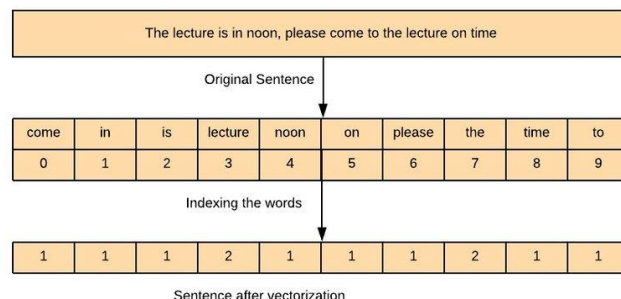 The lecture is in noon, please come to the lecture on time
Original Sentence
come in is lecture noon on please the time to
0 1 2 3 4 5 6 7 8 9
Indexing the words
1 1 1 2 1 1 1 2 1 1
Sentence after vectorization